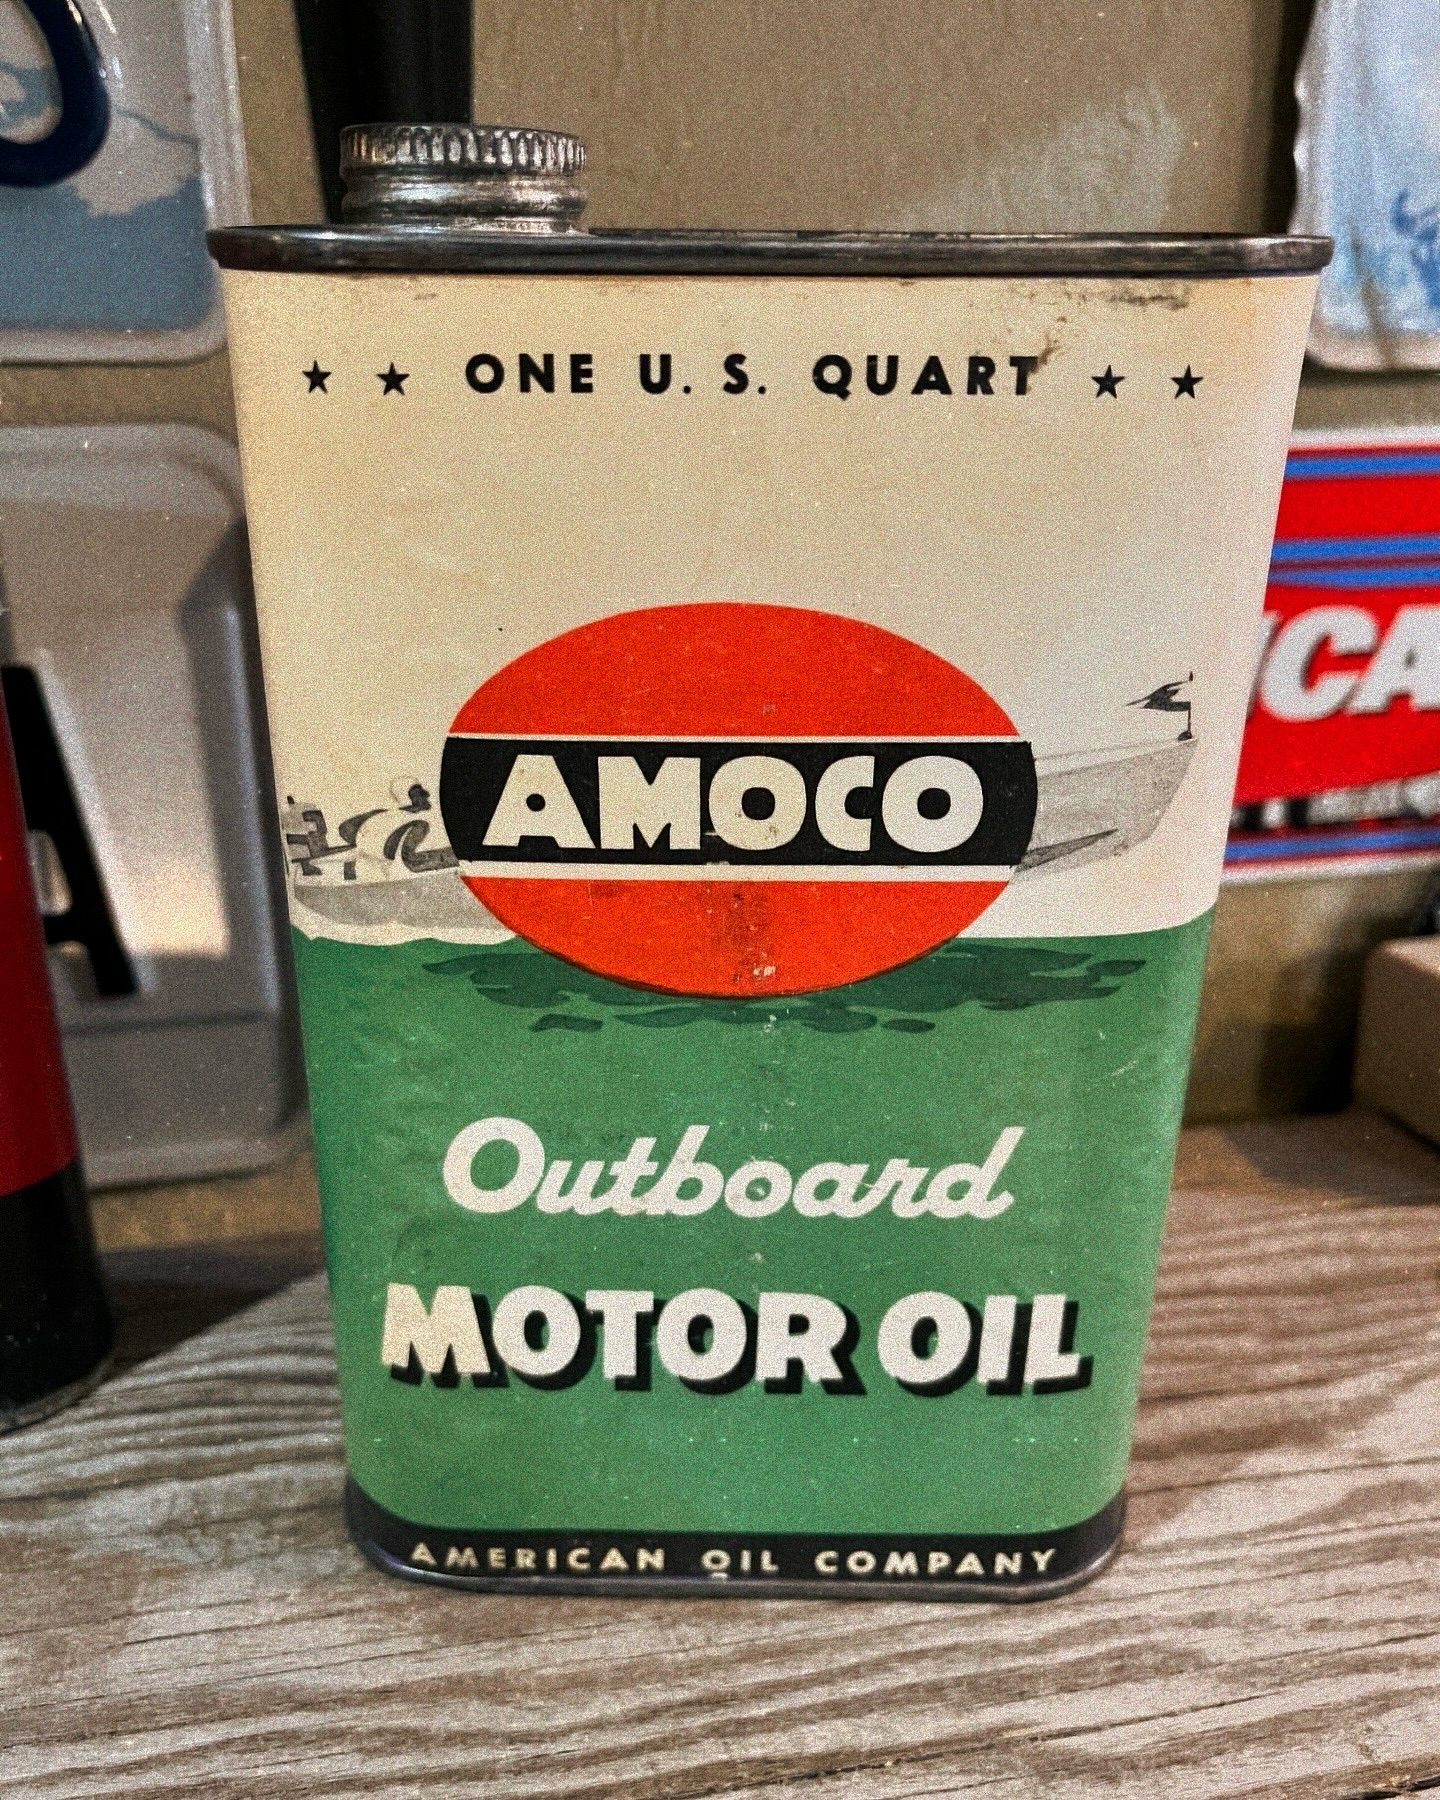 ★ ★ ONE U.S. QUART ★ ★
AMOCO
Outboard
MOTOR OIL
AMERICAN OIL COMPANY